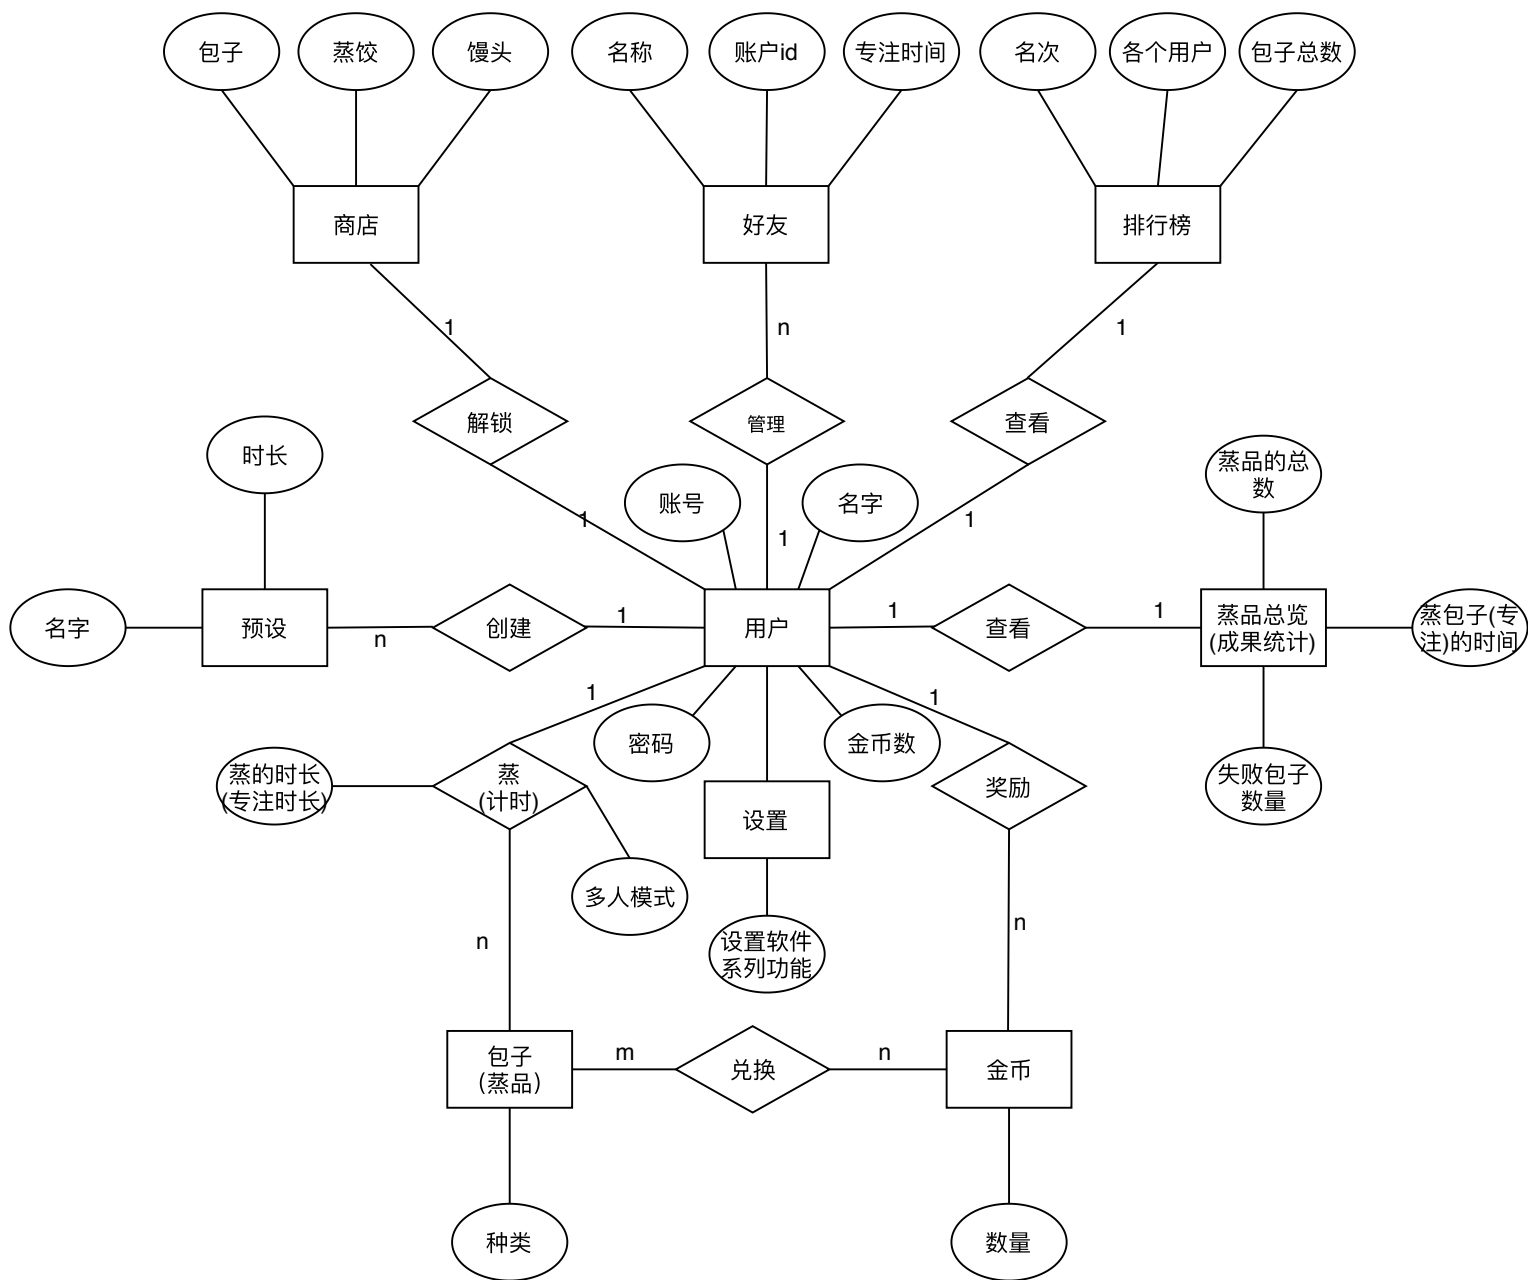 包子
蒸饺
馒头
名称
账户id
专注时间
名次
各个用户
包子总数
商店
好友
排行榜
1
n
1
解锁
管理
查看
时长
账号
名字
蒸品的总
数
1
1
1
名字
预设
n
创建
1
用户
1
查看
1
蒸品总览
(成果统计)
蒸包子(专
注)的时间
1
1
密码
金币数
蒸的时长
(专注时长)
蒸
(计时)
设置
奖励
失败包子
数量
多人模式
n
设置软件
系列功能
n
包子
(蒸品)
m
兑换
n
金币
种类
数量